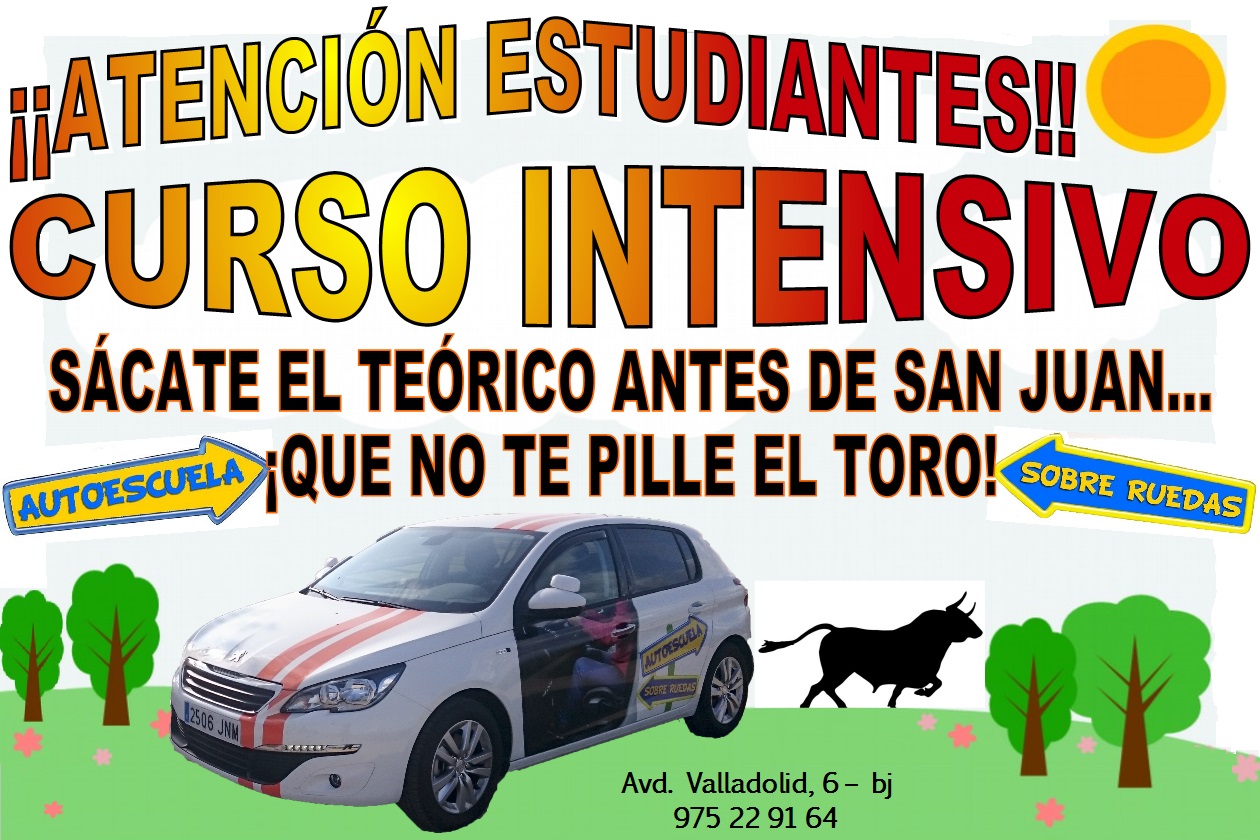 ¡¡ATENCIÓN ESTUDIANTES!!
CURSO INTENSIVO
SÁCATE EL TEÓRICO ANTES DE SAN JUAN...
¡QUE NO TE PILLE EL TORO!
AUTOESCUELA
SOBRE RUEDAS
AUTOESCUELA
SOBRE RUEDAS
2506 JNM
Avd. Valladolid, 6 – bj
975 22 91 64